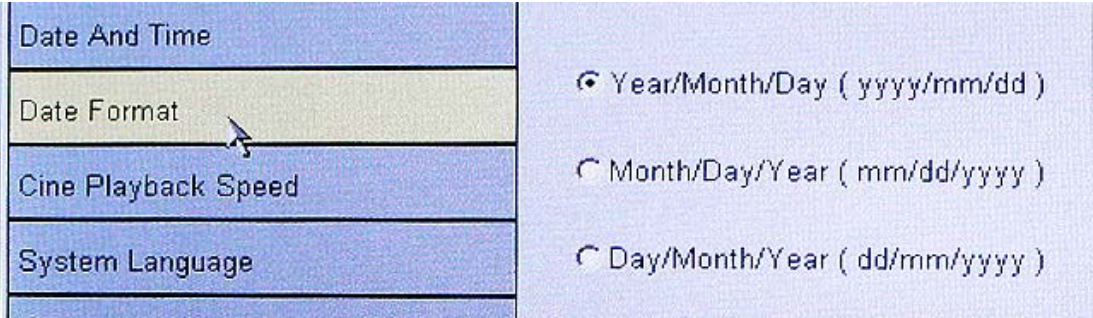 Date And Time
Date Format
Cine Playback Speed
System Language
Year/Month/Day ( yyyy/mm/dd )
Month/Day/Year ( mm/dd/yyyy )
Day/Month/Year ( dd/mm/yyyy )